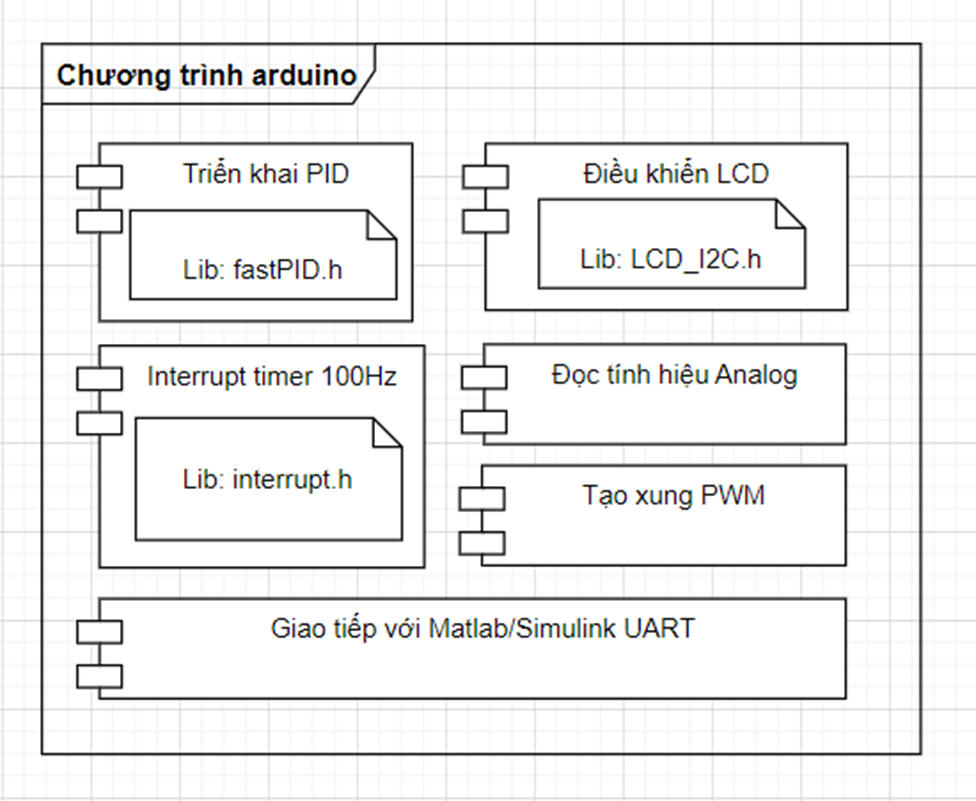 Chương trình arduino
Triển khai PID
Lib: fastPID.h
Điều khiển LCD
Lib: LCD_I2C.h
Interrupt timer 100Hz
Lib: interrupt.h
Đọc tính hiệu Analog
Tạo xung PWM
Giao tiếp với Matlab/Simulink UART